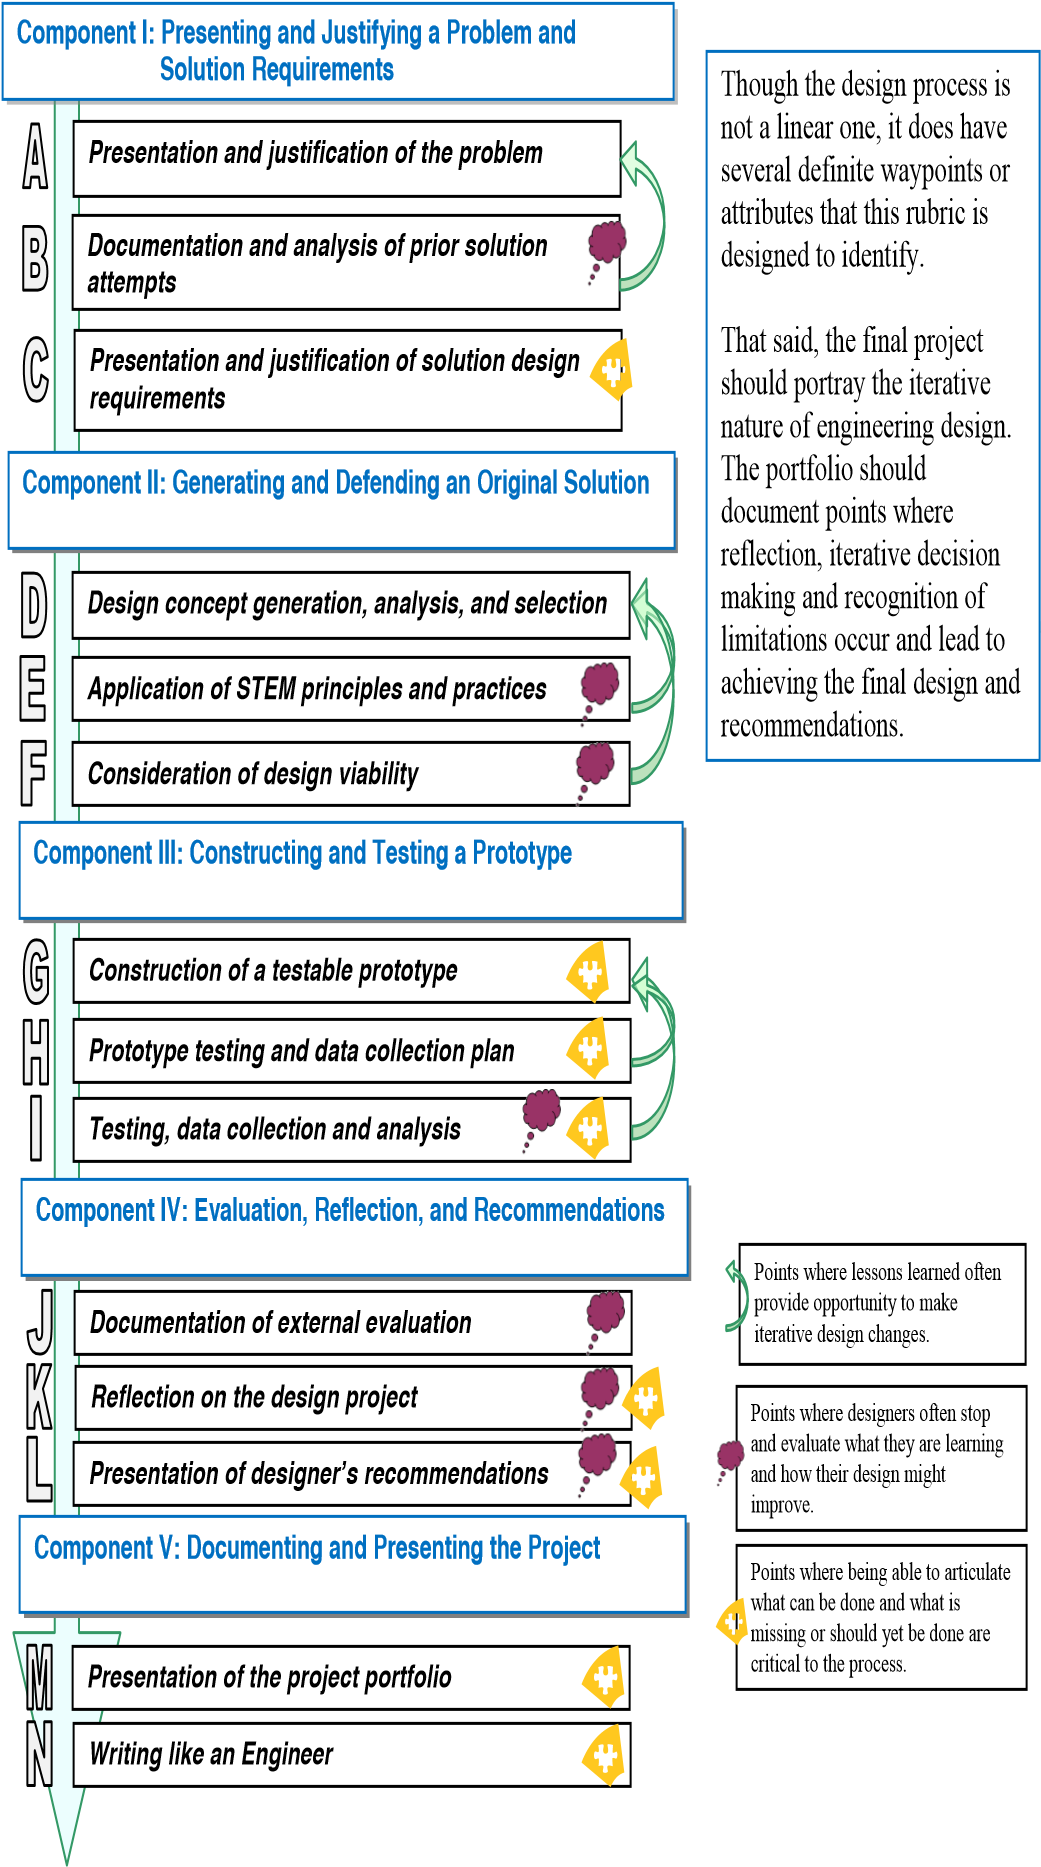 Component I: Presenting and Justifying a Problem and
Solution Requirements
A
Presentation and justification of the problem
B
Documentation and analysis of prior solution
attempts
C
Presentation and justification of solution design
requirements
Though the design process is
not a linear one, it does have
several definite waypoints or
attributes that this rubric is
designed to identify.
That said, the final project
should portray the iterative
nature of engineering design.
The portfolio should
document points where
reflection, iterative decision
making and recognition of
limitations occur and lead to
achieving the final design and
recommendations.
Component II: Generating and Defending an Original Solution
D
Design concept generation, analysis, and selection
E
Application of STEM principles and practices
F
Consideration of design viability
Component III: Constructing and Testing a Prototype
G
Construction of a testable prototype
H
Prototype testing and data collection plan
I
Testing, data collection and analysis
Component IV: Evaluation, Reflection, and Recommendations
J
Documentation of external evaluation
K
Reflection on the design project
L
Presentation of designer’s recommendations
Points where lessons learned often
provide opportunity to make
iterative design changes.
Points where designers often stop
and evaluate what they are learning
and how their design might
improve.
Points where being able to articulate
what can be done and what is
missing or should yet be done are
critical to the process.
Component V: Documenting and Presenting the Project
M
Presentation of the project portfolio
N
Writing like an Engineer